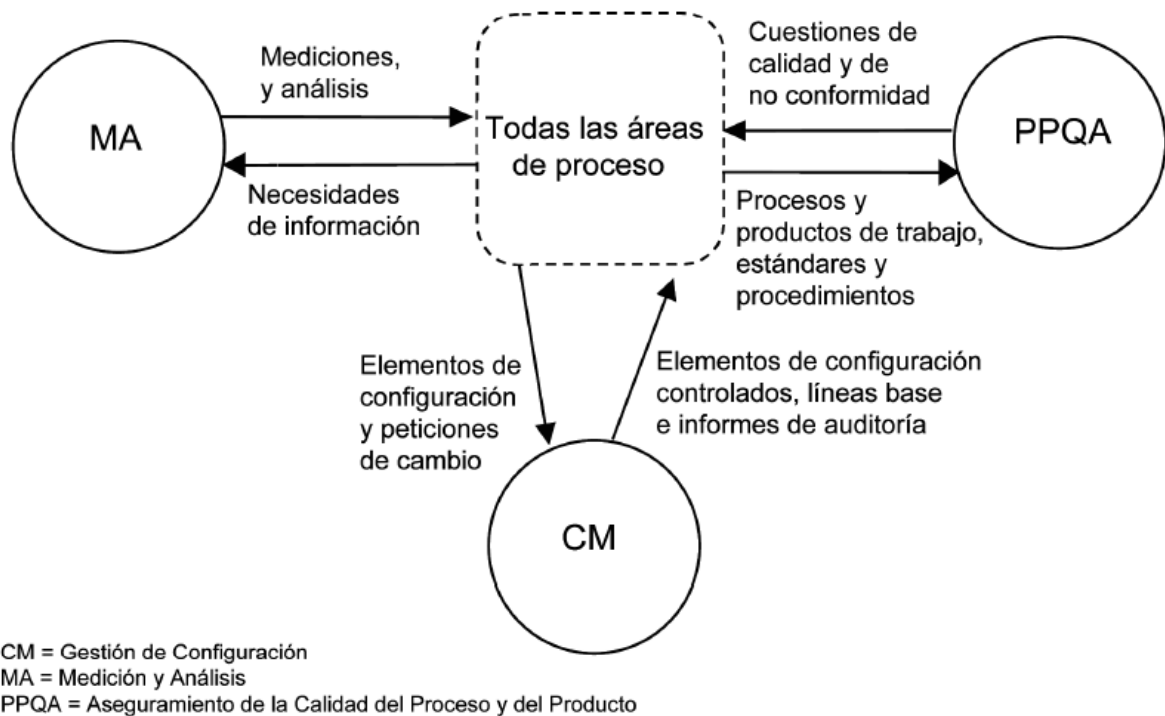 MA
Mediciones,
y análisis
Necesidades
de información
Todas las áreas
de proceso
Cuestiones de
calidad y de
no conformidad
PPQA
Procesos y
productos de trabajo,
estándares y
procedimientos
Elementos de
configuración
y peticiones
de cambio
Elementos de configuración
controlados, líneas base
e informes de auditoría
CM
CM = Gestión de Configuración
MA = Medición y Análisis
PPQA = Aseguramiento de la Calidad del Proceso y del Producto